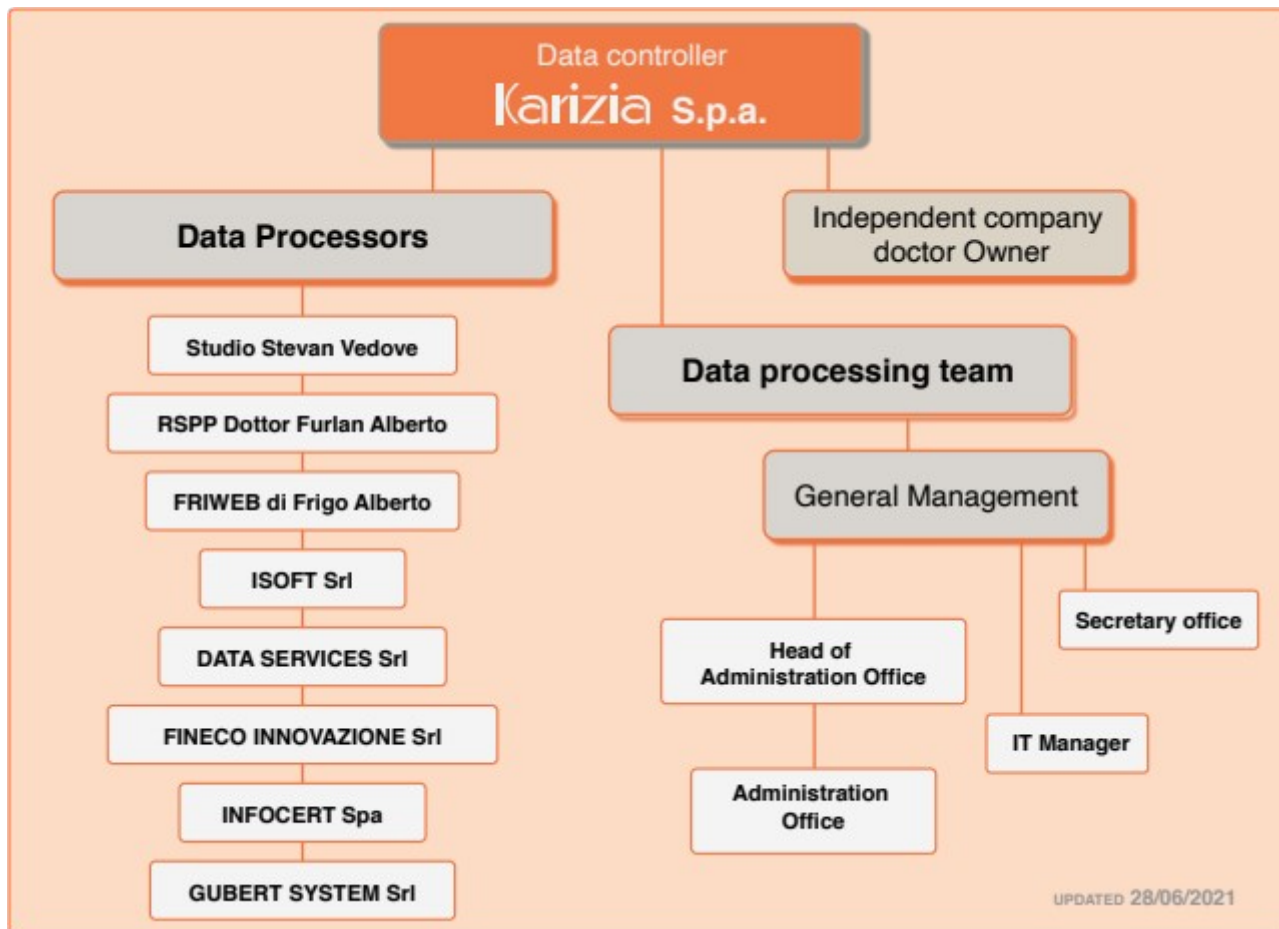 Data controller
Karizia S.p.a.
Data Processors
Studio Stevan Vedove
RSPP Dottor Furlan Alberto
FRIWEB di Frigo Alberto
ISOFT Srl
DATA SERVICES Srl
FINECO INNOVAZIONE Srl
INFOCERT Spa
GUBERT SYSTEM Srl
Independent company
doctor Owner
Data processing team
General Management
Secretary office
Head of
Administration Office
IT Manager
Administration
Office
UPDATED 28/06/2021